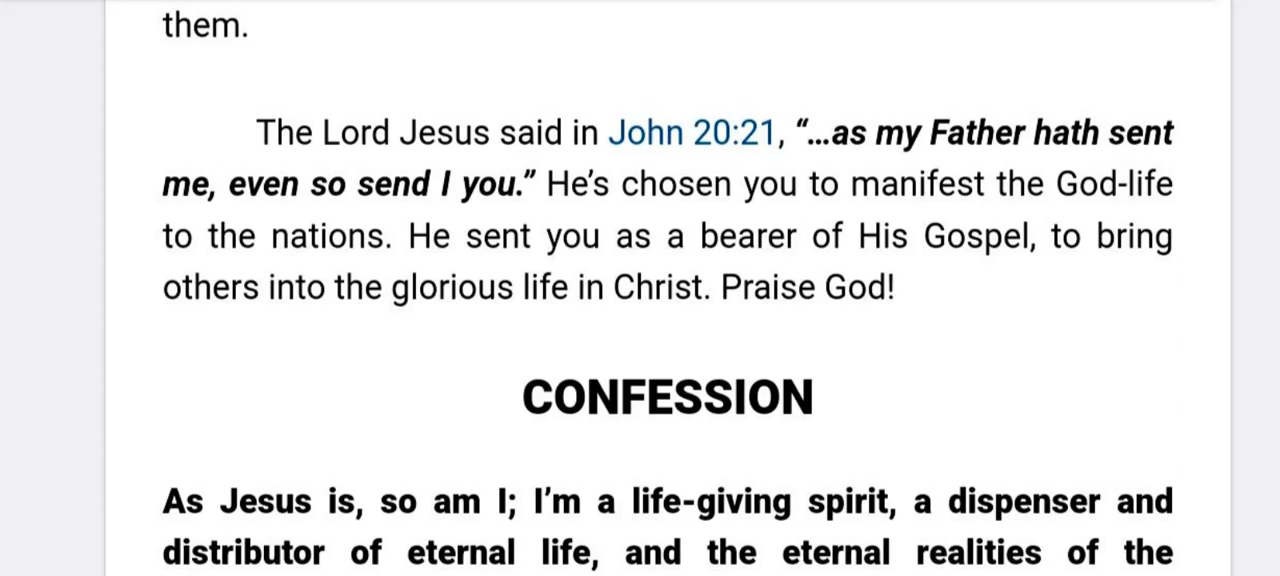 them.
The Lord Jesus said in John 20:21, “...as my Father hath sent
me, even so send I you.” He’s chosen you to manifest the God-life
to the nations. He sent you as a bearer of His Gospel, to bring
others into the glorious life in Christ. Praise God!
CONFESSION
As Jesus is, so am I; I’m a life-giving spirit, a dispenser and
distributor of eternal life, and the eternal realities of the